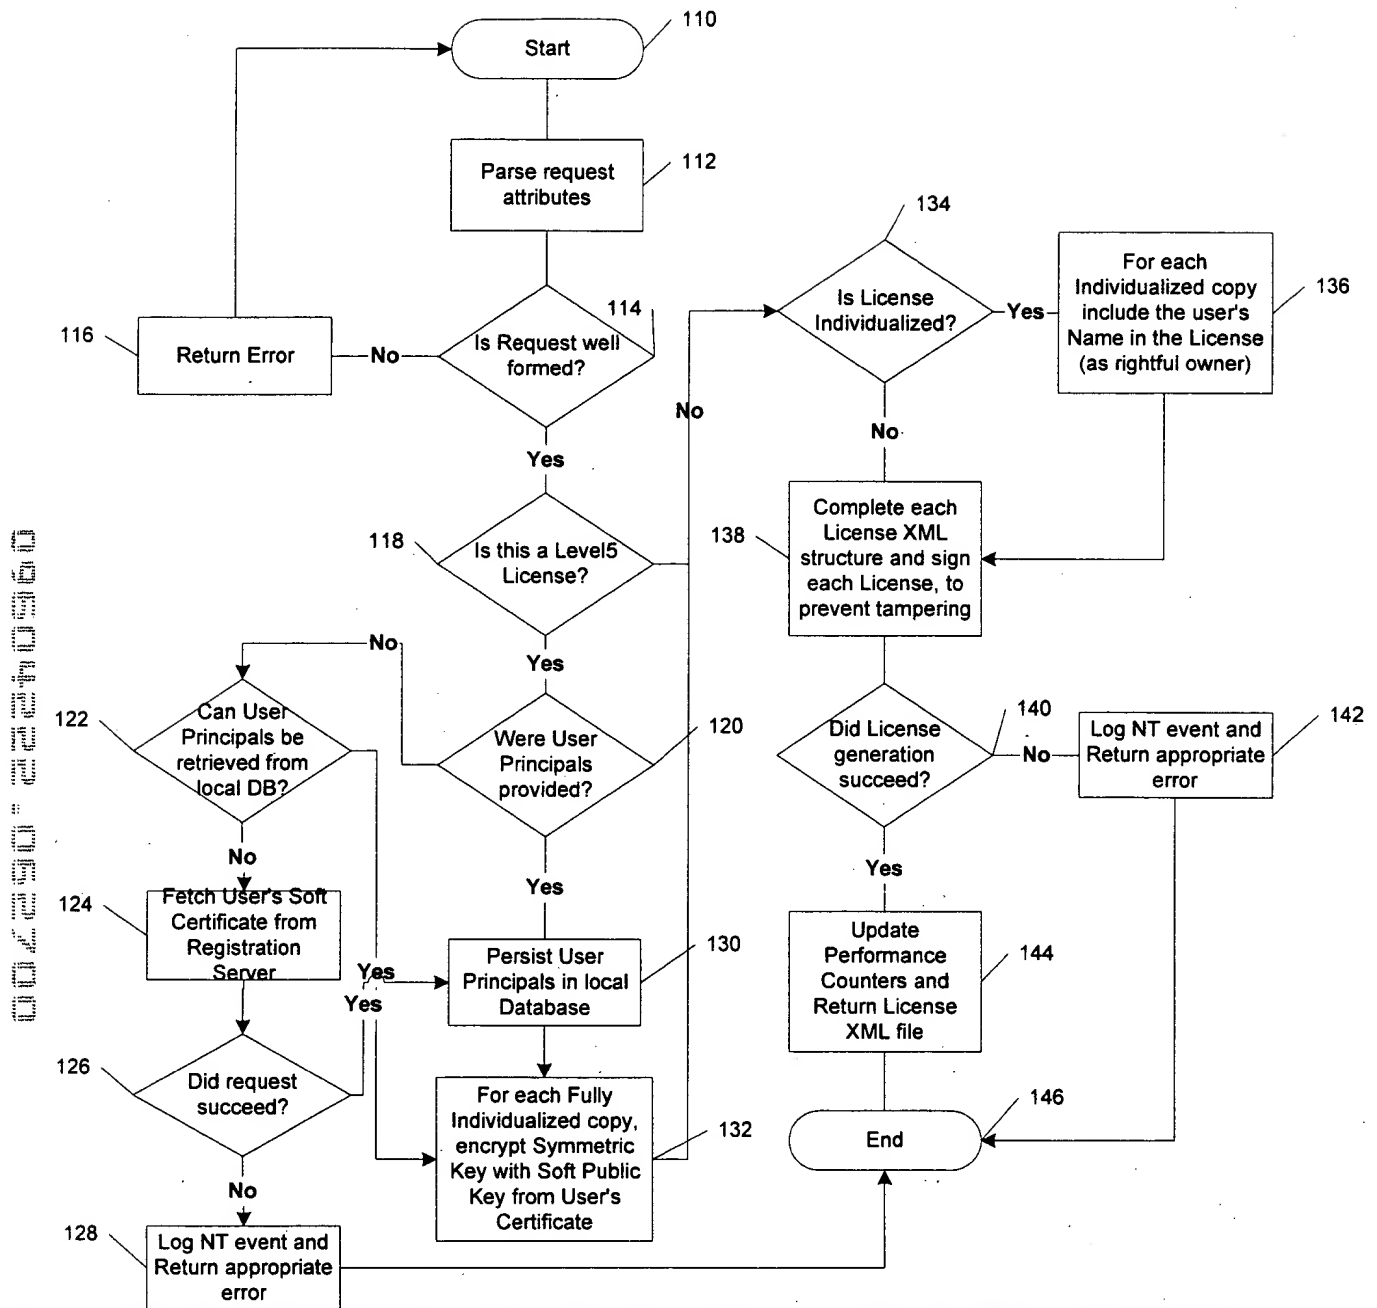 110
Start
Parse request
attributes
112
134
Is License
Individualized?
Yes
For each
Individualized copy
include the user's
Name in the License
(as rightful owner)
136
116
Return Error
No
Is Request well
formed?
114
Yes
No
No
118
Is this a Level5
License?
138
Complete each
License XML
structure and sign
each License, to
prevent tampering
No
Yes
122
Can User
Principals be
retrieved from
local DB?
Were User
Principals
provided?
120
140
Did License
generation
succeed?
No
Log NT event and
Return appropriate
error
142
No
Yes
Yes
124
Fetch User's Soft
Certificate from
Registration
Server
Yes
Yes
Persist User
Principals in local
Database
130
Update
Performance
Counters and
Return License
XML file
144
126
Did request
succeed?
For each Fully
Individualized copy,
encrypt Symmetric
Key with Soft Public
Key from User's
Certificate
132
146
End
No
128
Log NT event and
Return appropriate
error
09604222.062700